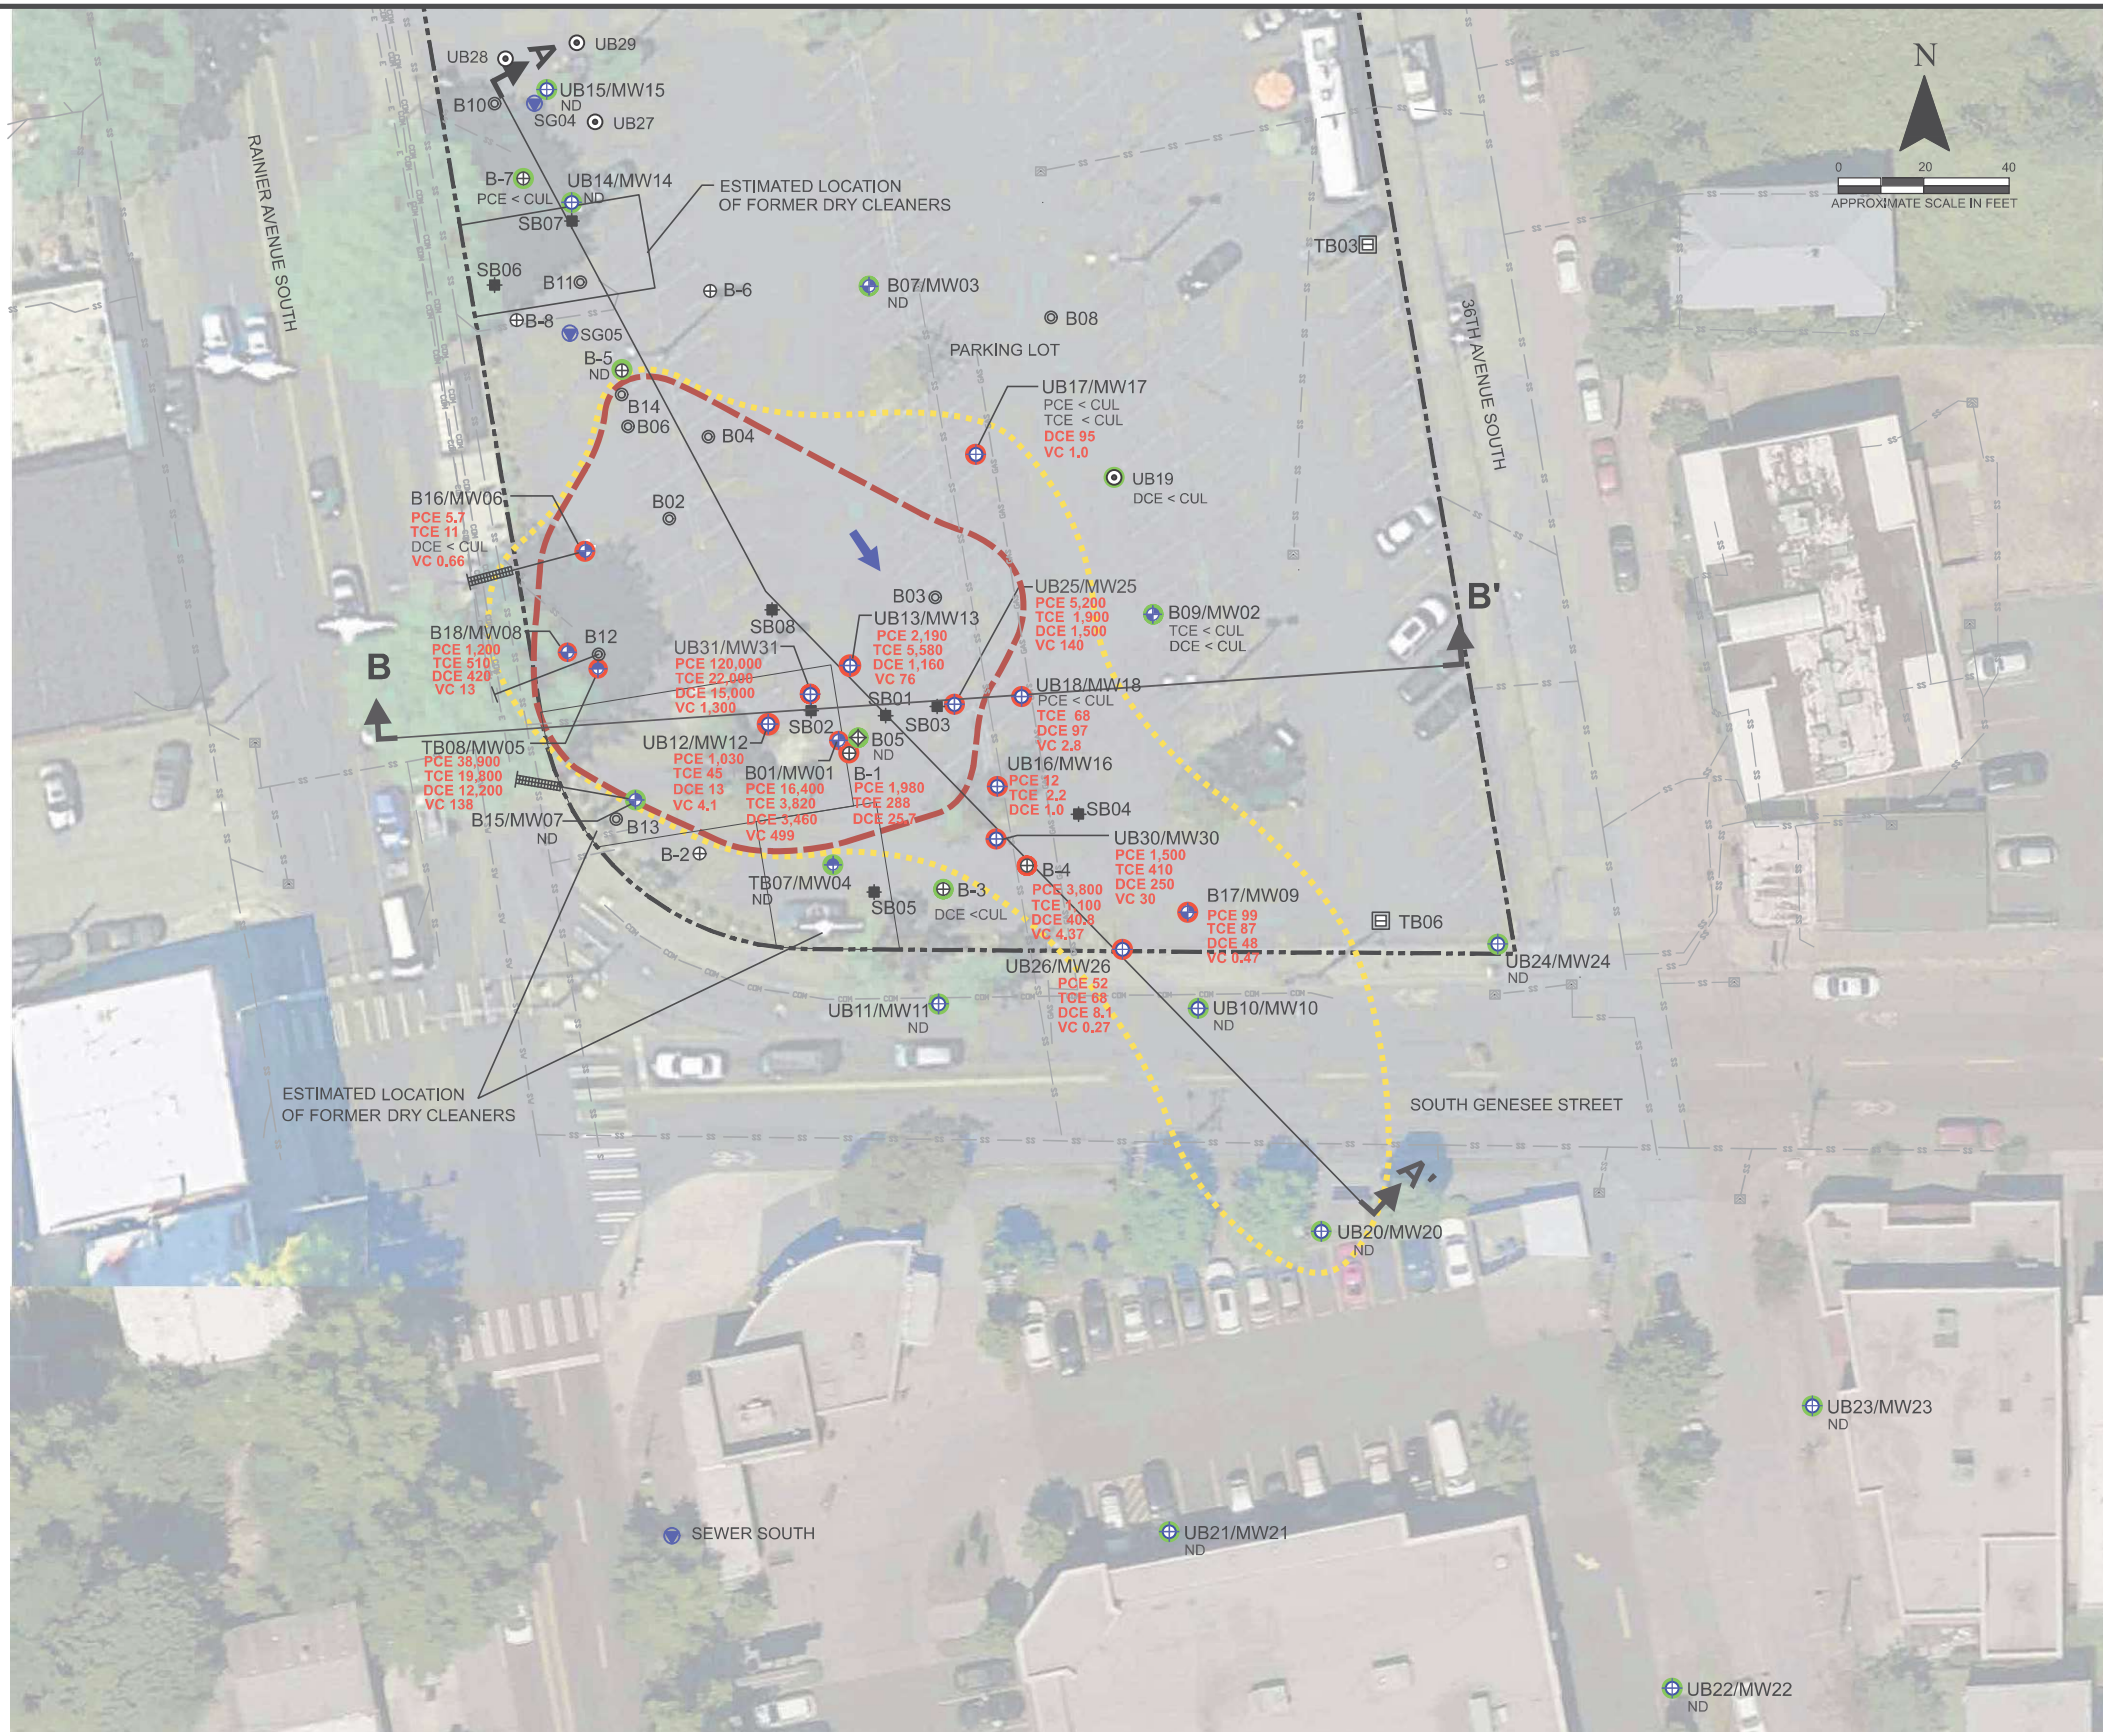 UB28
UB29
A
UB15/MW15
ND
B10
SG04
UB27
N
0 20 40
APPROXIMATE SCALE IN FEET
RAINIER AVENUE SOUTH
B-7
PCE < CUL
UB14/MW14
ND
SB07
ESTIMATED LOCATION
OF FORMER DRY CLEANERS
TB03
SB06
B11
B-6
B07/MW03
ND
B-8
SG05
B08
36TH AVENUE SOUTH
PARKING LOT
B-5
ND
B14
B06
B04
UB17/MW17
PCE < CUL
TCE < CUL
DCE 95
VC 1.0
UB19
DCE < CUL
B16/MW06
PCE 5.7
TCE 11
DCE < CUL
VC 0.66
B02
B03
SB08
UB25/MW25
PCE 5,200
TCE 1,900
DCE 1,500
VC 140
B09/MW02
TCE < CUL
DCE < CUL
B'
UB13/MW13
PCE 2,190
TCE 5,580
DCE 1,160
VC 76
B18/MW08
PCE 1,200
TCE 510
DCE 420
VC 13
B12
UB31/MW31
PCE 120,000
TCE 22,000
DCE 15,000
VC 1,300
B
SB01
SB02
SB03
UB18/MW18
PCE < CUL
TCE 68
DCE 97
VC 2.8
TB08/MW05
PCE 38,900
TCE 19,800
DCE 12,200
VC 138
UB12/MW12
PCE 1,030
TCE 45
DCE 13
VC 4.1
B05
ND
B01/MW01
PCE 16,400
TCE 3,820
DCE 3,460
VC 499
B-1
PCE 1,980
TCE 288
DCE 25.7
UB16/MW16
PCE 12
TCE 2.2
DCE 1.0
SB04
B15/MW07
ND
B13
B-2
UB30/MW30
PCE 1,500
TCE 410
DCE 250
VC 30
TB07/MW04
ND
SB05
B-3
DCE <CUL
B-4
PCE 3,800
TCE 1,100
DCE 40.8
VC 4.37
B17/MW09
PCE 99
TCE 87
DCE 48
VC 0.47
TB06
UB24/MW24
ND
UB26/MW26
PCE 52
TCE 68
DCE 8.1
VC 0.27
UB11/MW11
ND
UB10/MW10
ND
ESTIMATED LOCATION
OF FORMER DRY CLEANERS
SOUTH GENESEE STREET
A'
UB20/MW20
ND
UB23/MW23
ND
SEWER SOUTH
UB21/MW21
ND
UB22/MW22
ND